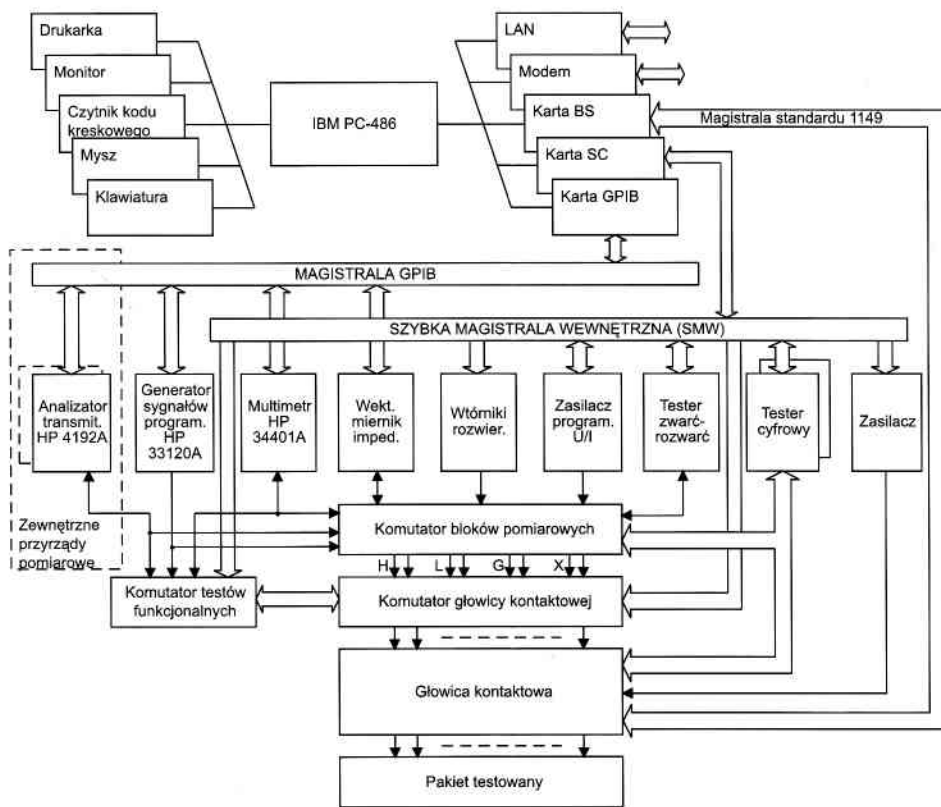 Drukarka
Monitor
Czytnik kodu
kreskowego
Mysz
Klawiatura
IBM PC-486
LAN
Modem
Karta BS
Karta SC
Karta GPIB
Magistrala standardu 1149
MAGISTRALA GPIB
SZYBKA MAGISTRALA WEWNĘTRZNA (SMW)
Analizator
transmit.
HP 4192A
Generator
sygnałów
program.
HP
33120A
Multimetr
HP
34401A
Wekt.
miernik
imped.
Wtórniki
rozwier.
Zasilacz
program.
U/I
Tester
zwarć-
rozwarć
Tester
cyfrowy
Zasilacz
Zewnętrzne
przyrządy
pomiarowe
Komutator bloków pomiarowych
H
L
G
X
Komutator testów
funkcjonalnych
Komutator głowicy kontaktowej
Głowica kontaktowa
Pakiet testowany